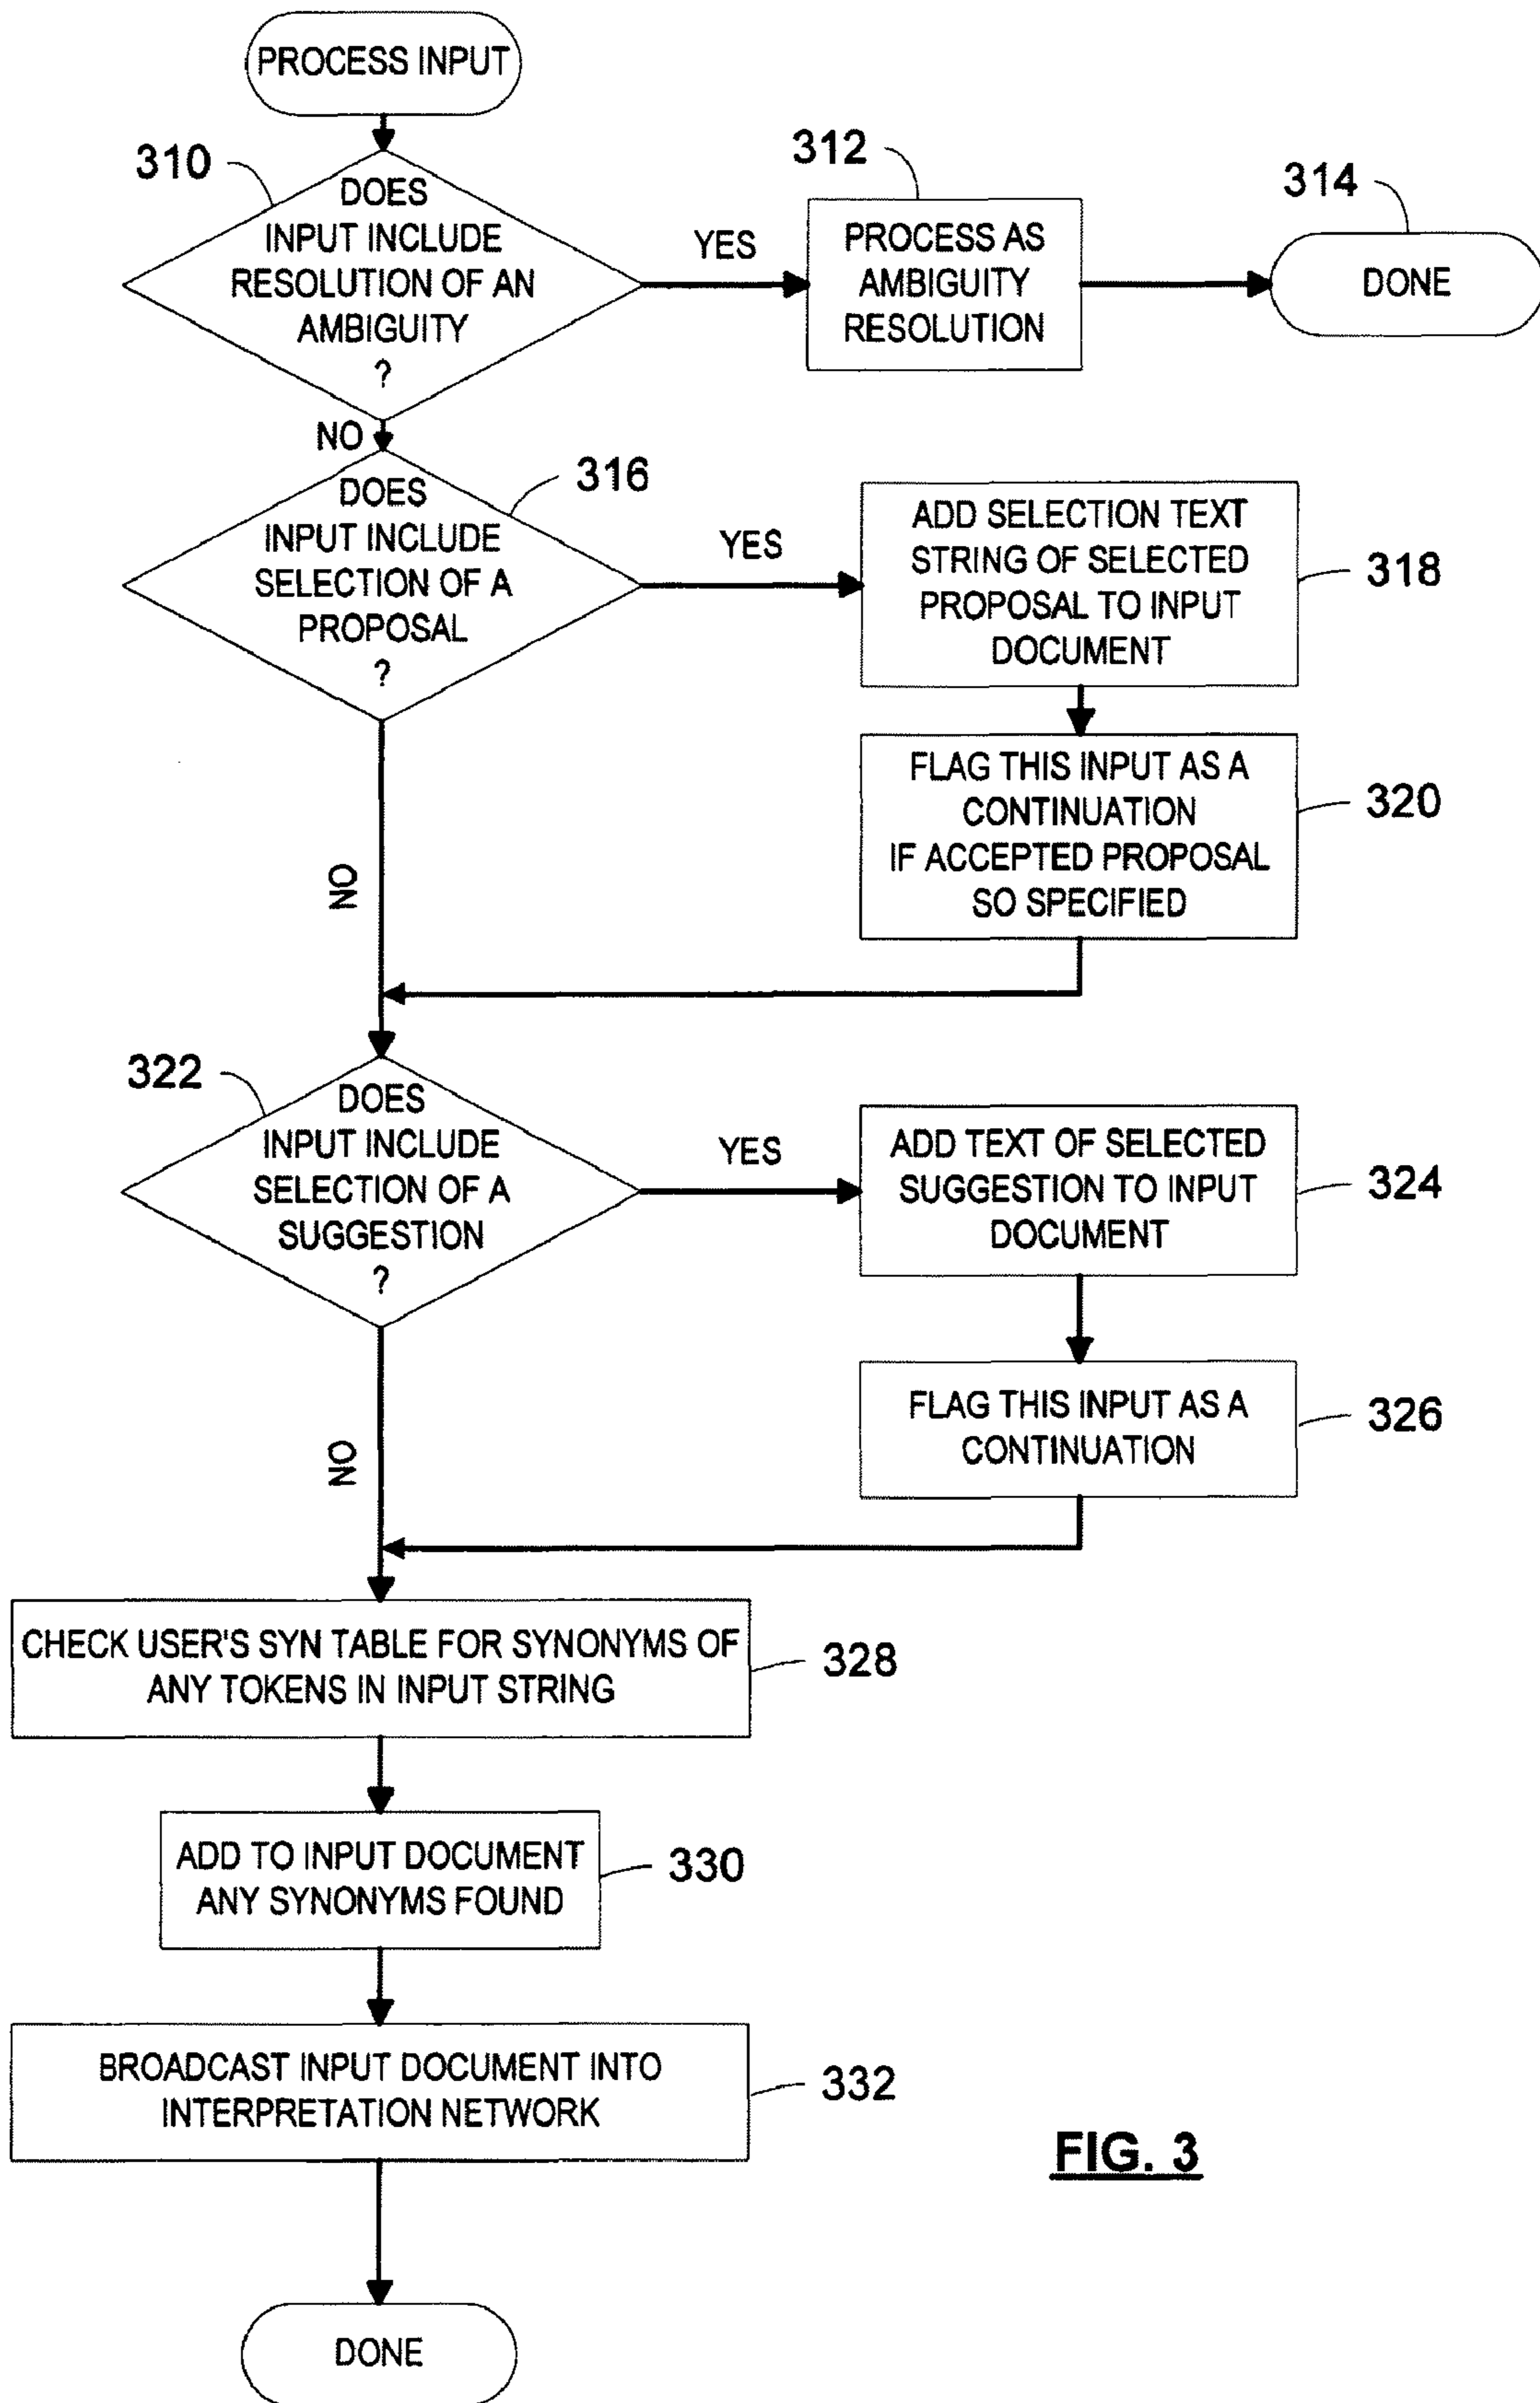 PROCESS INPUT
310
DOES
INPUT INCLUDE
RESOLUTION OF AN
AMBIGUITY
?
YES
312
PROCESS AS
AMBIGUITY
RESOLUTION
314
DONE
NO
316
DOES
INPUT INCLUDE
SELECTION OF A
PROPOSAL
?
YES
ADD SELECTION TEXT
STRING OF SELECTED
PROPOSAL TO INPUT
DOCUMENT
318
FLAG THIS INPUT AS A
CONTINUATION
IF ACCEPTED PROPOSAL
SO SPECIFIED
320
NO
322
DOES
INPUT INCLUDE
SELECTION OF A
SUGGESTION
?
YES
ADD TEXT OF SELECTED
SUGGESTION TO INPUT
DOCUMENT
324
FLAG THIS INPUT AS A
CONTINUATION
326
NO
CHECK USER'S SYN TABLE FOR SYNONYMS OF
ANY TOKENS IN INPUT STRING
328
ADD TO INPUT DOCUMENT
ANY SYNONYMS FOUND
330
BROADCAST INPUT DOCUMENT INTO
INTERPRETATION NETWORK
332
FIG. 3
DONE